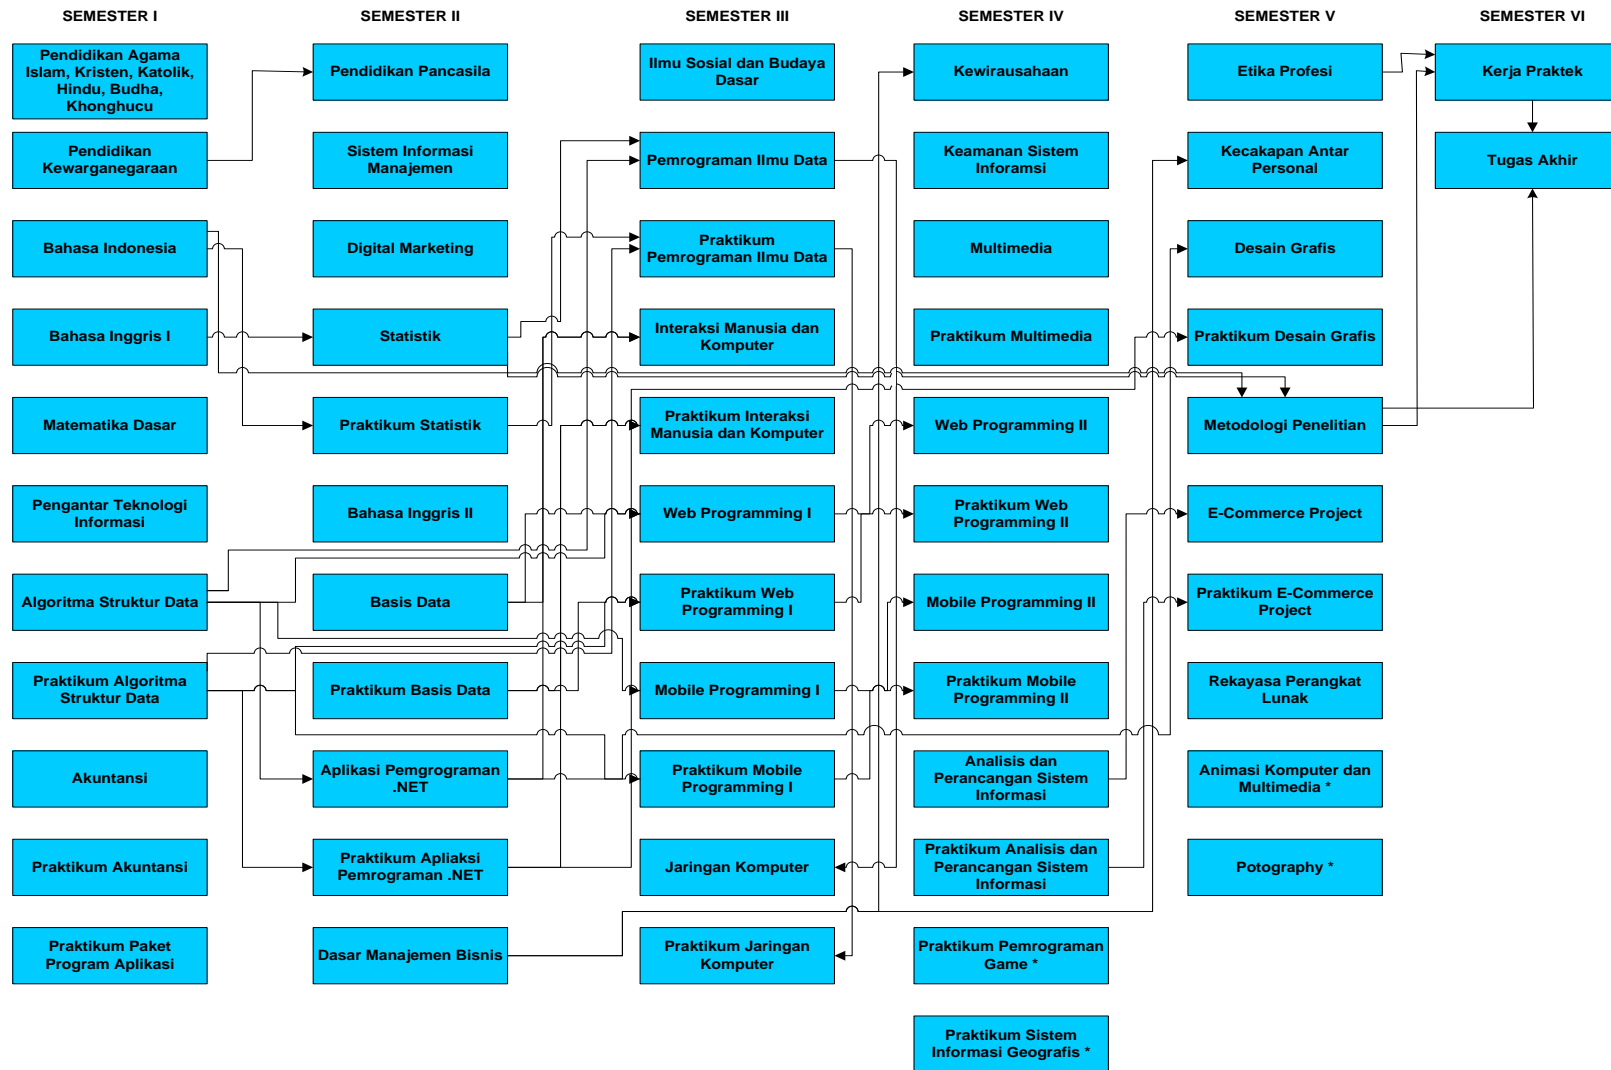 SEMESTER I
SEMESTER II
SEMESTER III
SEMESTER IV
SEMESTER V
SEMESTER VI
Pendidikan Agama
Islam, Kristen, Katolik,
Hindu, Budha,
Khonghucu
Pendidikan
Kewarganegaraan
Bahasa Indonesia
Bahasa Inggris I
Matematika Dasar
Pengantar Teknologi
Informasi
Algoritma Struktur Data
Praktikum Algoritma
Struktur Data
Akuntansi
Praktikum Akuntansi
Praktikum Paket
Program Aplikasi
Pendidikan Pancasila
Sistem Informasi
Manajemen
Digital Marketing
Statistik
Praktikum Statistik
Bahasa Inggris II
Basis Data
Praktikum Basis Data
Aplikasi Pemgrograman
.NET
Praktikum Apliaksi
Pemrograman .NET
Dasar Manajemen Bisnis
Ilmu Sosial dan Budaya
Dasar
Pemrograman Ilmu Data
Praktikum
Pemrograman Ilmu Data
Interaksi Manusia dan
Komputer
Praktikum Interaksi
Manusia dan Komputer
Web Programming I
Praktikum Web
Programming I
Mobile Programming I
Praktikum Mobile
Programming I
Jaringan Komputer
Praktikum Jaringan
Komputer
Kewirausahaan
Keamanan Sistem
Inforamsi
Multimedia
Praktikum Multimedia
Web Programming II
Praktikum Web
Programming II
Mobile Programming II
Praktikum Mobile
Programming II
Analisis dan
Perancangan Sistem
Informasi
Praktikum Analisis dan
Perancangan Sistem
Informasi
Praktikum Pemrograman
Game *
Praktikum Sistem
Informasi Geografis *
Etika Profesi
Kecakapan Antar
Personal
Desain Grafis
Praktikum Desain Grafis
Metodologi Penelitian
E-Commerce Project
Praktikum E-Commerce
Project
Rekayasa Perangkat
Lunak
Animasi Komputer dan
Multimedia *
Potography *
Kerja Praktek
Tugas Akhir